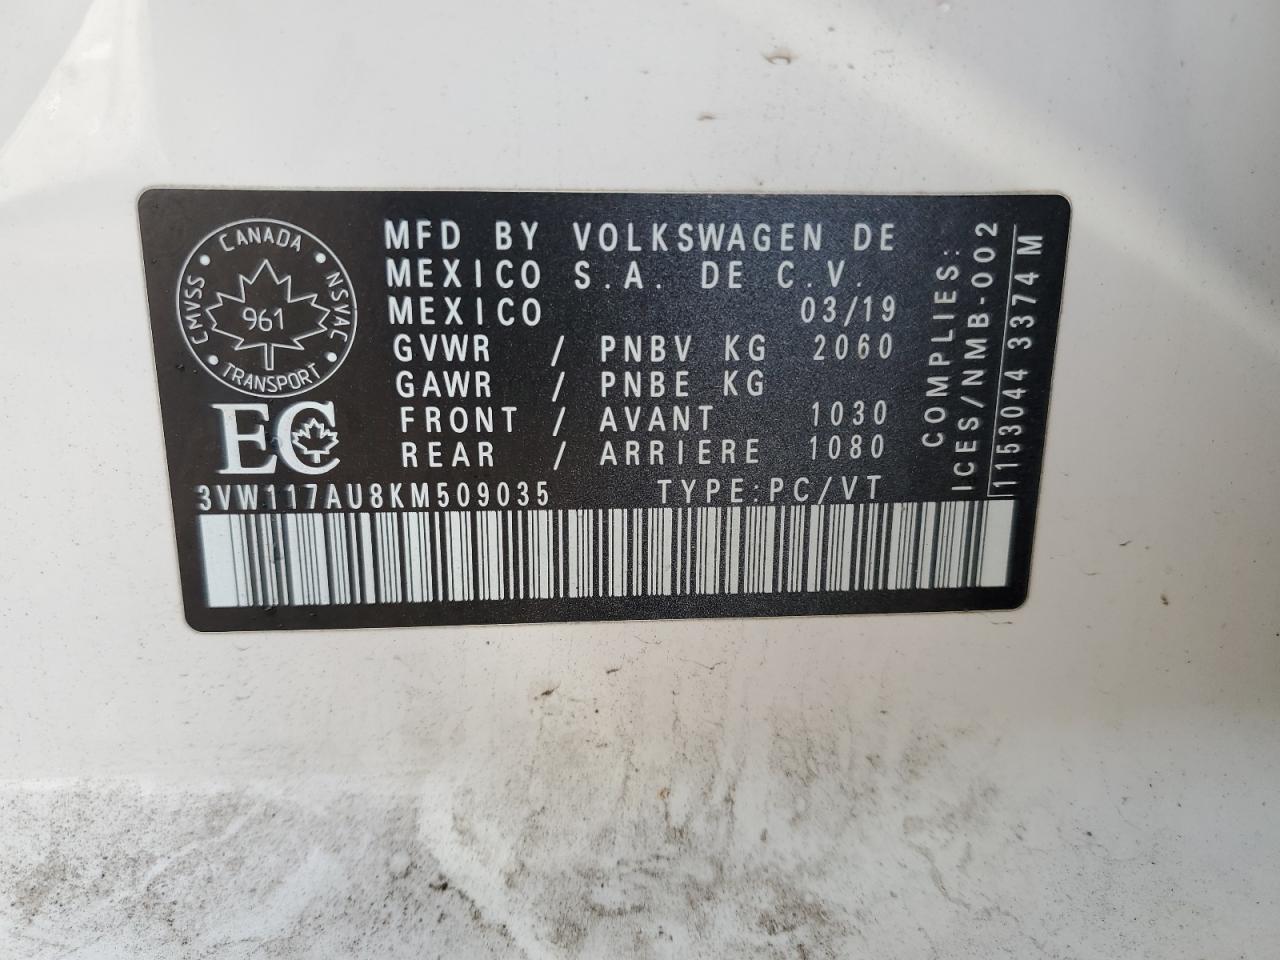 CANADA
CMVSS
NSVAC
961
TRANSPORT
EC
MFD BY VOLKSWAGEN DE
MEXICO S.A. DE C.V.
MEXICO 03/19
GVWR / PNBV KG 2060
GAWR / PNBE KG
FRONT / AVANT 1030
REAR / ARRIERE 1080
3VW117AU8KM509035 TYPE:PC/VT
COMPLIES:
ICES/NMB-002
1153044 3374 M